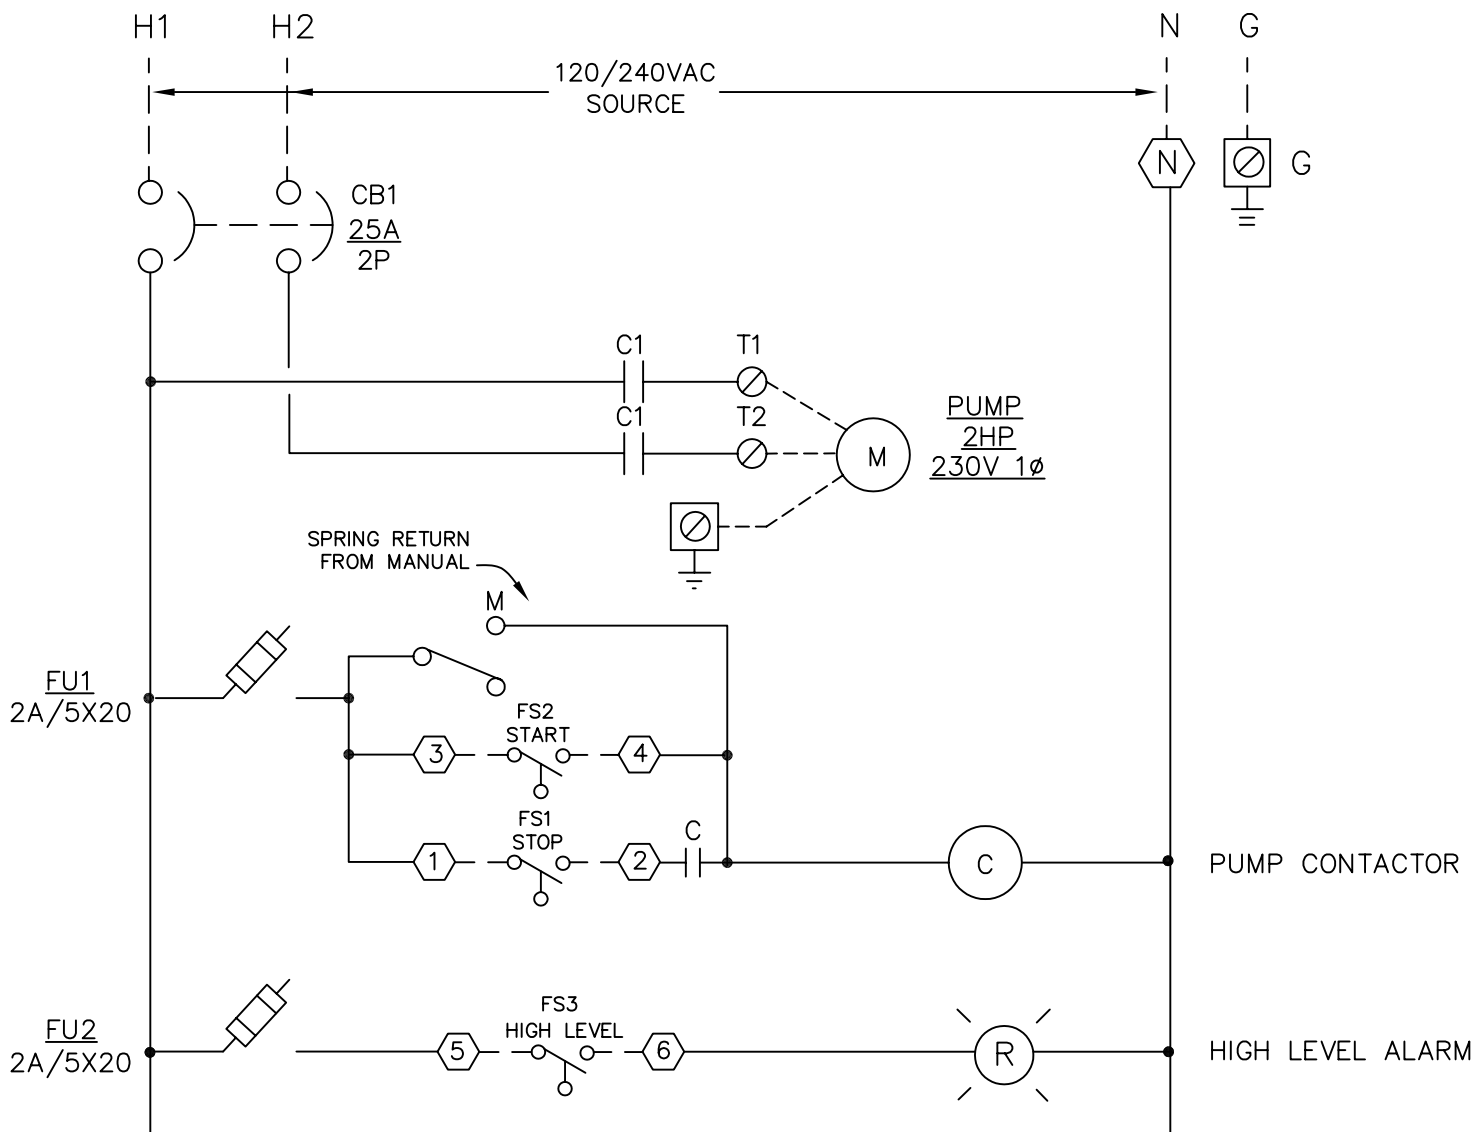 H1
H2
N
G
120/240VAC
SOURCE
N
G
CB1
25A
2P
C1
T1
C1
T2
M
PUMP
2HP
230V 1ø
SPRING RETURN
FROM MANUAL
M
FU1
2A/5X20
FS2
START
3
4
FS1
STOP
1
2
C
C
PUMP CONTACTOR
FU2
2A/5X20
FS3
HIGH LEVEL
5
6
R
HIGH LEVEL ALARM